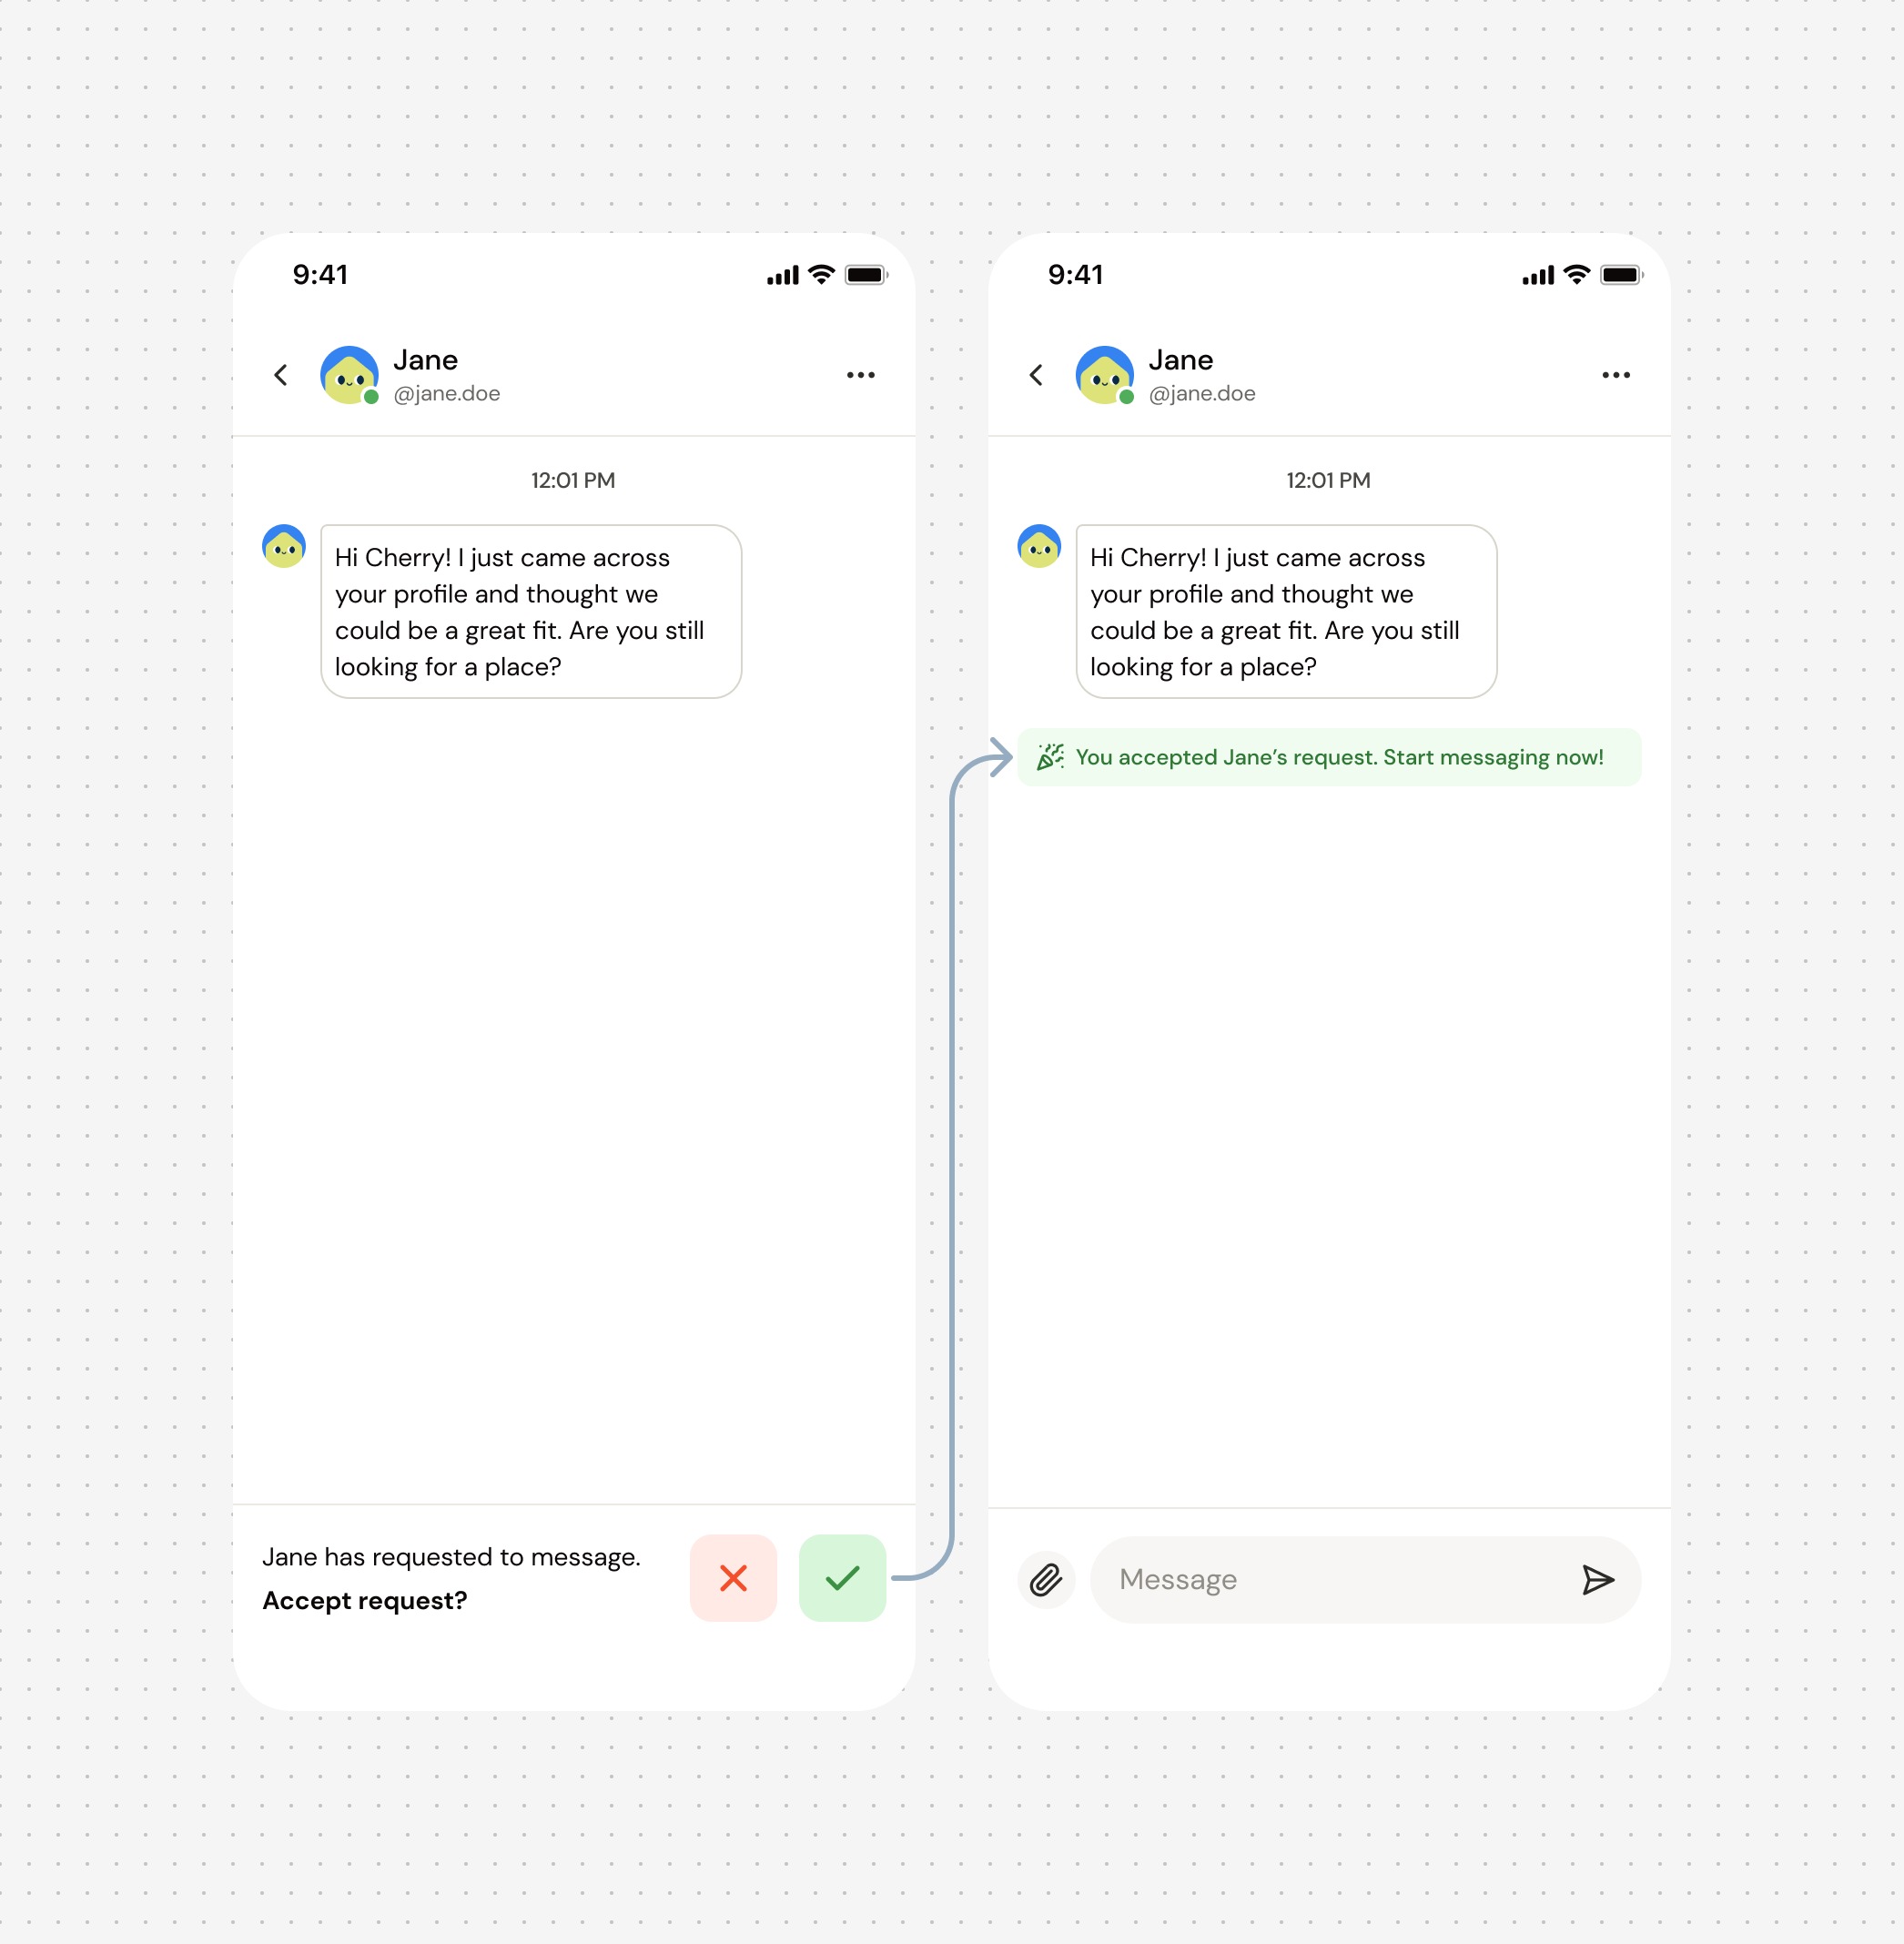 9:41
Jane
@jane.doe
12:01 PM
Hi Cherry! I just came across
your profile and thought we
could be a great fit. Are you still
looking for a place?
Jane has requested to message.
Accept request?
9:41
Jane
@jane.doe
12:01 PM
Hi Cherry! I just came across
your profile and thought we
could be a great fit. Are you still
looking for a place?
You accepted Jane’s request. Start messaging now!
Message